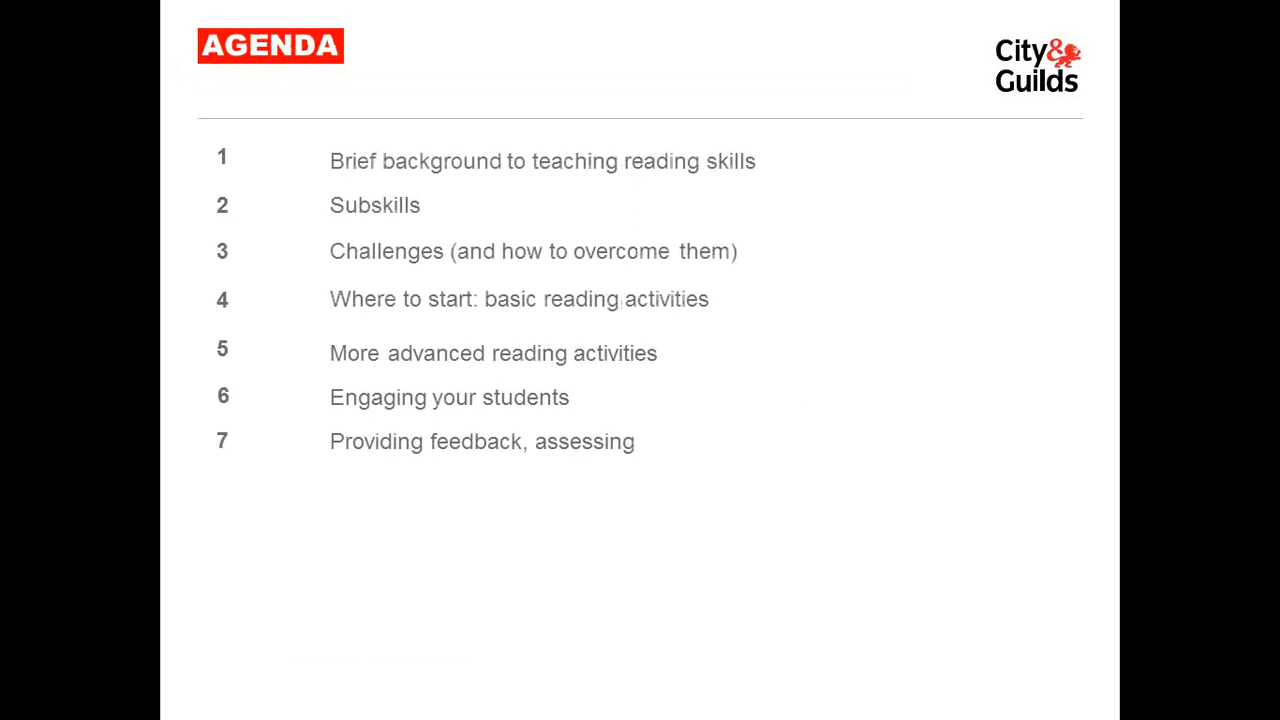 AGENDA
City&
Guilds
1 Brief background to teaching reading skills
2 Subskills
3 Challenges (and how to overcome them)
4 Where to start: basic reading activities
5 More advanced reading activities
6 Engaging your students
7 Providing feedback, assessing